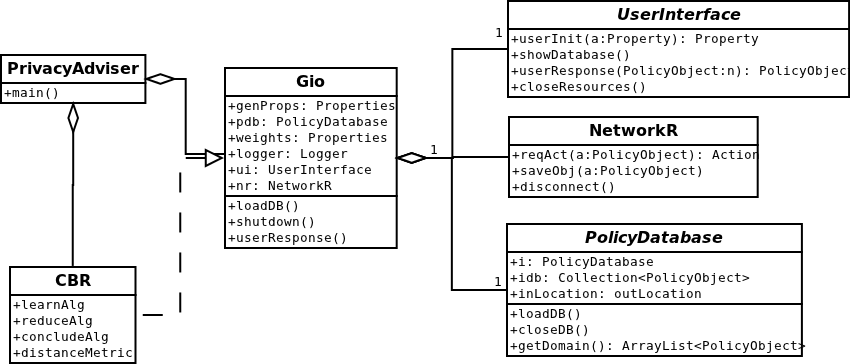 PrivacyAdviser
+main()
CBR
+learnAlg
+reduceAlg
+concludeAlg
+distanceMetric
Gio
+genProps: Properties
+pdb: PolicyDatabase
+weights: Properties
+logger: Logger
+ui: UserInterface
+nr: NetworkR
+loadDB()
+shutdown()
+userResponse()
1
1
UserInterface
+userInit(a:Property): Property
+showDatabase()
+userResponse(PolicyObject:n): PolicyObjec
+closeResources()
NetworkR
+reqAct(a:PolicyObject): Action
+saveObj(a:PolicyObject)
+disconnect()
1
PolicyDatabase
+i: PolicyDatabase
+idb: Collection<PolicyObject>
+inLocation: outLocation
+loadDB()
+closeDB()
+getDomain(): ArrayList<PolicyObject>